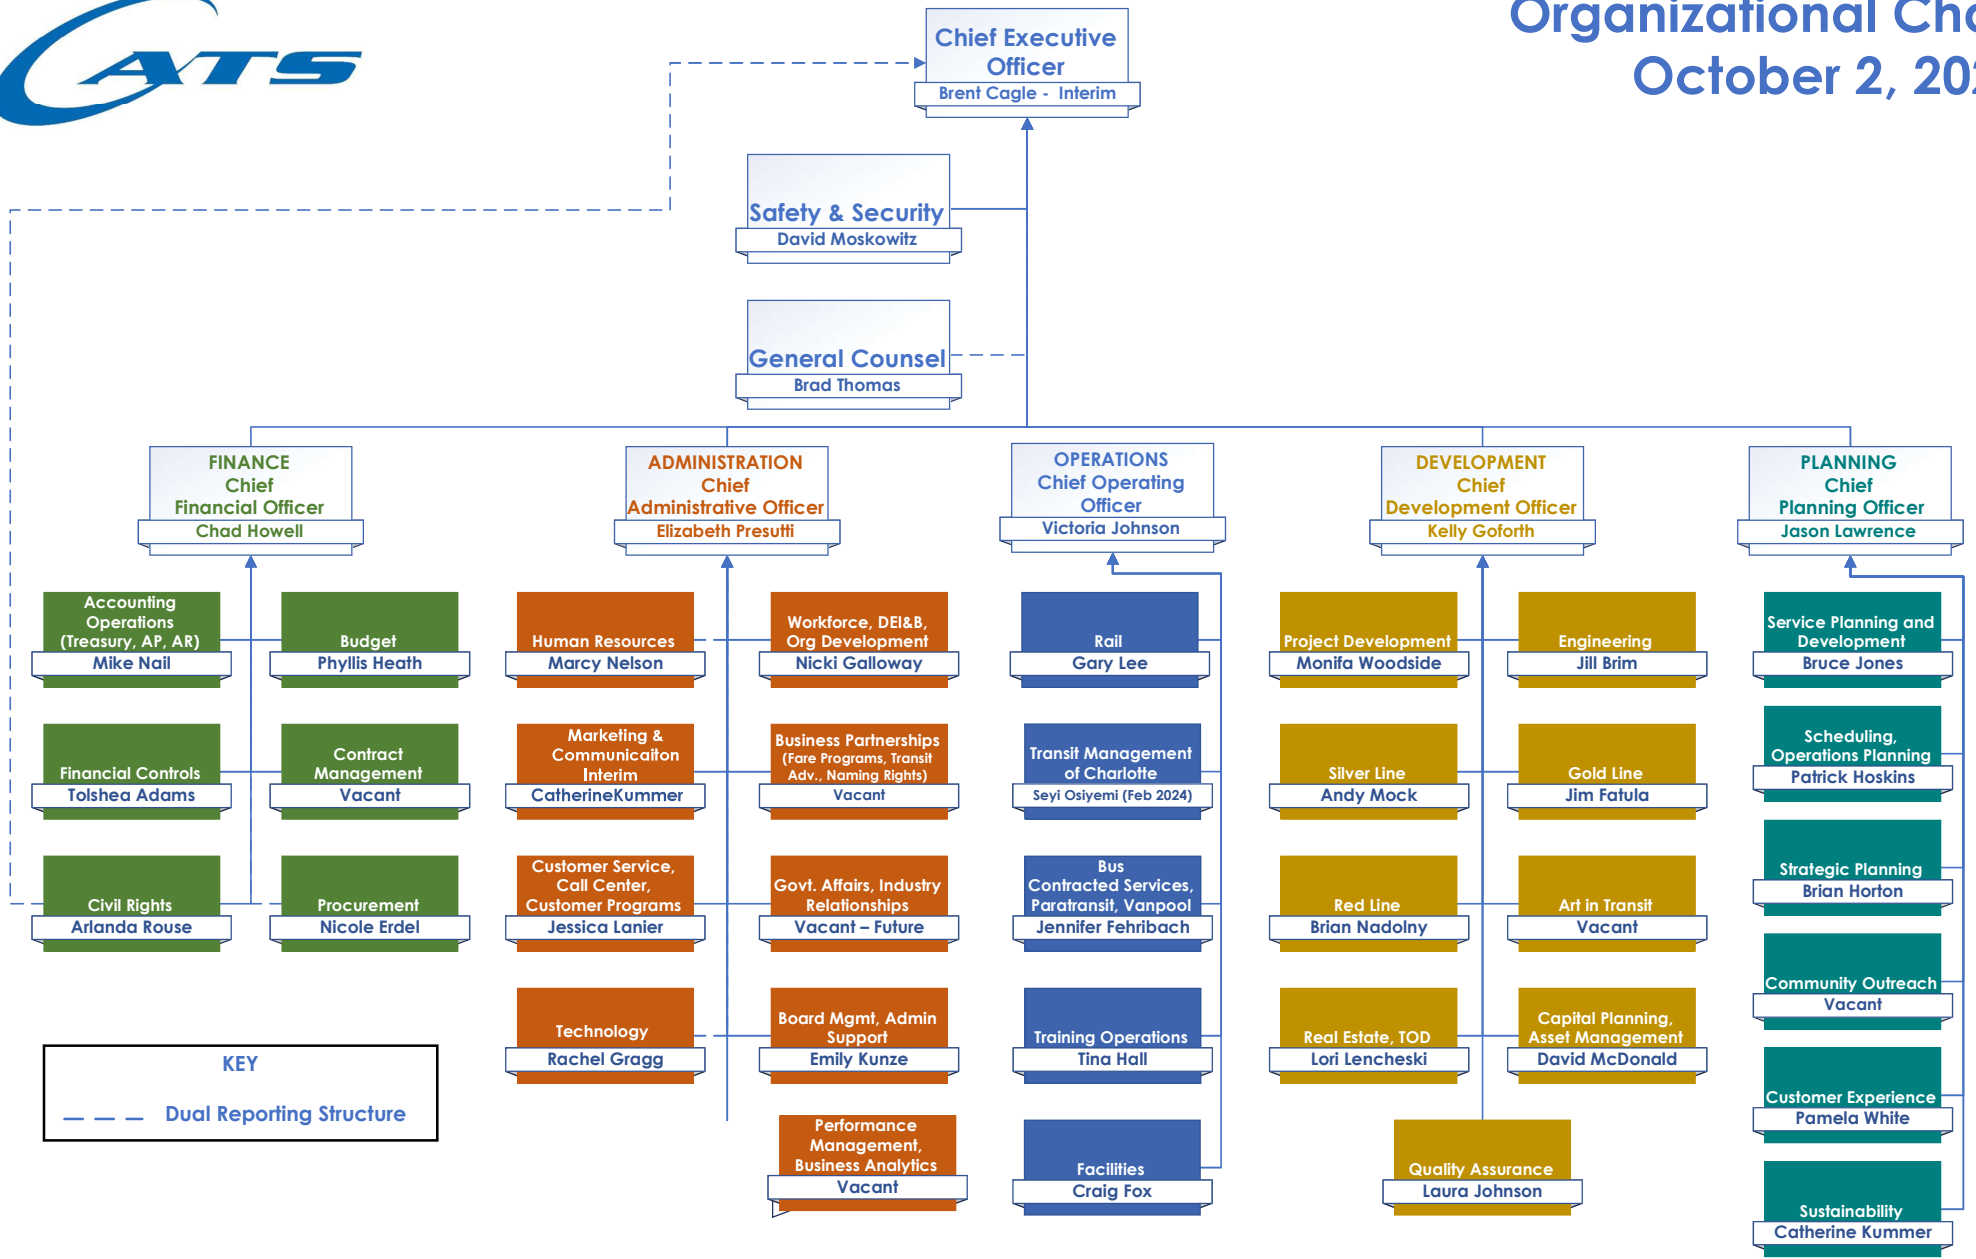 CATS
Organizational Cha
October 2, 202
Chief Executive
Officer
Brent Cagle - Interim
Safety & Security
David Moskowitz
General Counsel
Brad Thomas
FINANCE
Chief
Financial Officer
Chad Howell
ADMINISTRATION
Chief
Administrative Officer
Elizabeth Presutti
OPERATIONS
Chief Operating
Officer
Victoria Johnson
DEVELOPMENT
Chief
Development Officer
Kelly Goforth
PLANNING
Chief
Planning Officer
Jason Lawrence
Accounting
Operations
(Treasury, AP, AR)
Mike Nail
Budget
Phyllis Heath
Financial Controls
Tolshea Adams
Contract
Management
Vacant
Civil Rights
Arlanda Rouse
Procurement
Nicole Erdel
Human Resources
Marcy Nelson
Workforce, DEI&B,
Org Development
Nicki Galloway
Marketing &
Communicaiton
Interim
CatherineKummer
Business Partnerships
(Fare Programs, Transit
Adv., Naming Rights)
Vacant
Customer Service,
Call Center,
Customer Programs
Jessica Lanier
Govt. Affairs, Industry
Relationships
Vacant – Future
Technology
Rachel Gragg
Board Mgmt, Admin
Support
Emily Kunze
Performance
Management,
Business Analytics
Vacant
Rail
Gary Lee
Transit Management
of Charlotte
Seyi Osiyemi (Feb 2024)
Bus
Contracted Services,
Paratransit, Vanpool
Jennifer Fehribach
Training Operations
Tina Hall
Facilities
Craig Fox
Project Development
Monifa Woodside
Engineering
Jill Brim
Silver Line
Andy Mock
Gold Line
Jim Fatula
Red Line
Brian Nadolny
Art in Transit
Vacant
Real Estate, TOD
Lori Lencheski
Capital Planning,
Asset Management
David McDonald
Quality Assurance
Laura Johnson
Service Planning and
Development
Bruce Jones
Scheduling,
Operations Planning
Patrick Hoskins
Strategic Planning
Brian Horton
Community Outreach
Vacant
Customer Experience
Pamela White
Sustainability
Catherine Kummer
KEY
Dual Reporting Structure